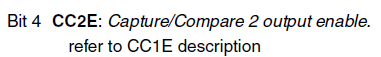 Bit 4 CC2E: Capture/Compare 2 output enable.
refer to CC1E description